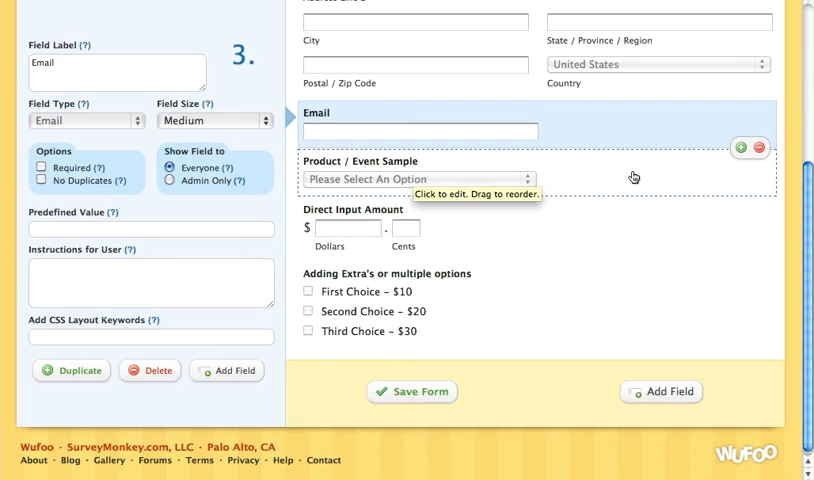 Field Label (?)
Email
3.
Field Type (?)
Field Size (?)
Email
Medium
Options
Required (?)
No Duplicates (?)
Show Field to
Everyone (?)
Admin Only (?)
Predefined Value (?)
Instructions for User (?)
Add CSS Layout Keywords (?)
Duplicate
Delete
Add Field
City
State / Province / Region
United States
Postal / Zip Code
Country
Email
Product / Event Sample
Please Select An Option
Click to edit. Drag to reorder.
Direct Input Amount
$ .
Dollars
Cents
Adding Extra's or multiple options
First Choice - $10
Second Choice - $20
Third Choice - $30
Save Form
Add Field
Wufoo · SurveyMonkey.com, LLC · Palo Alto, CA
About · Blog · Gallery · Forums · Terms · Privacy · Help · Contact
WUFOO